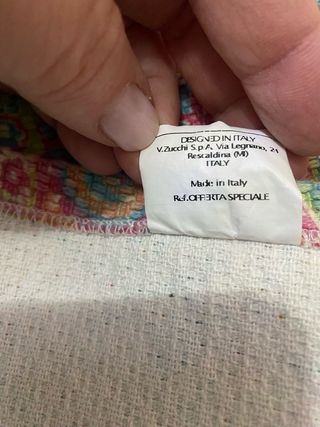 DESIGNED IN ITALY
V.Zucchi S.p.A. Via Legnano, 24
Rescaldina (MI)
ITALY
Made in Italy
Ref.OFFERTA SPECIALE